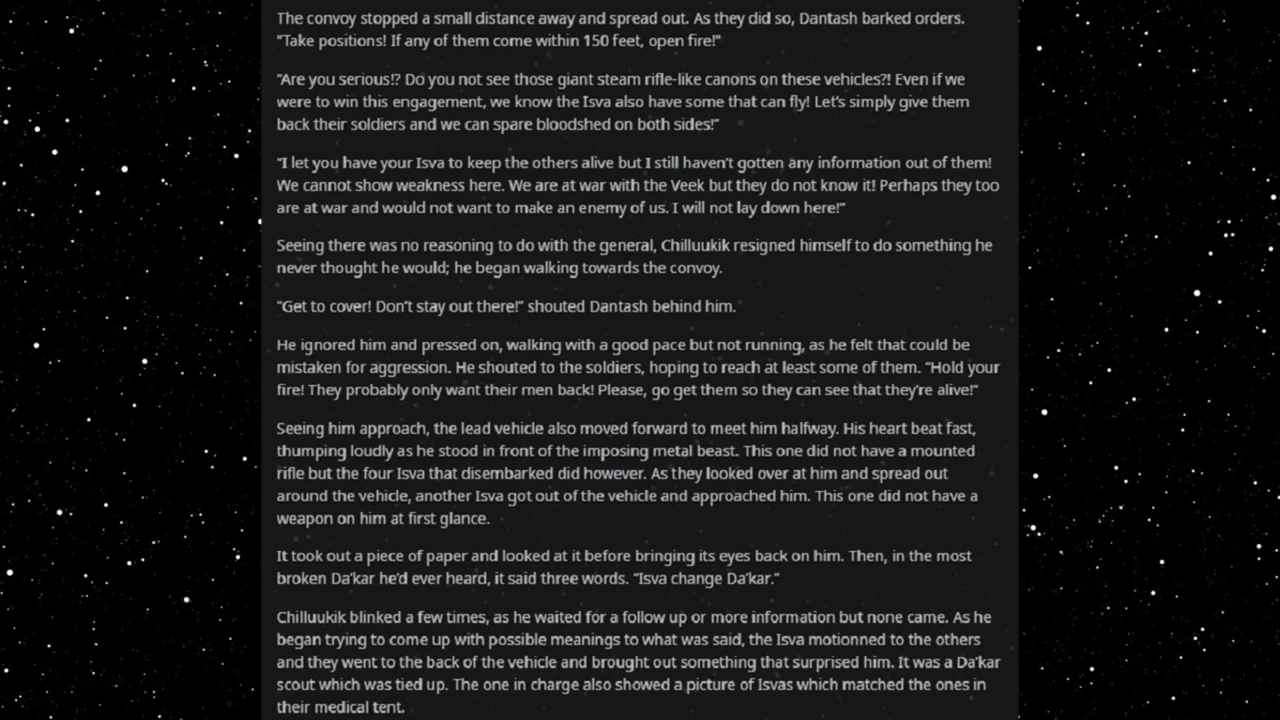 The convoy stopped a small distance away and spread out. As they did so, Dantash barked orders.
"Take positions! If any of them come within 150 feet, open fire!"
"Are you serious!? Do you not see those giant steam rifle-like canons on these vehicles?! Even if we
were to win this engagement, we know the Isva also have some that can fly! Let's simply give them
back their soldiers and we can spare bloodshed on both sides!"
"I let you have your Isva to keep the others alive but I still haven't gotten any information out of them!
We cannot show weakness here. We are at war with the Veek but they do not know it! Perhaps they too
are at war and would not want to make an enemy of us. I will not lay down here!"
Seeing there was no reasoning to do with the general, Chilluukik resigned himself to do something he
never thought he would; he began walking towards the convoy.
"Get to cover! Don't stay out there!" shouted Dantash behind him.
He ignored him and pressed on, walking with a good pace but not running, as he felt that could be
mistaken for aggression. He shouted to the soldiers, hoping to reach at least some of them. "Hold your
fire! They probably only want their men back! Please, go get them so they can see that they're alive!"
Seeing him approach, the lead vehicle also moved forward to meet him halfway. His heart beat fast,
thumping loudly as he stood in front of the imposing metal beast. This one did not have a mounted
rifle but the four Isva that disembarked did however. As they looked over at him and spread out
around the vehicle, another Isva got out of the vehicle and approached him. This one did not have a
weapon on him at first glance.
It took out a piece of paper and looked at it before bringing its eyes back on him. Then, in the most
broken Da'kar he'd ever heard, it said three words. "Isva change Da'kar."
Chilluukik blinked a few times, as he waited for a follow up or more information but none came. As he
began trying to come up with possible meanings to what was said, the Isva motionned to the others
and they went to the back of the vehicle and brought out something that surprised him. It was a Da'kar
scout which was tied up. The one in charge also showed a picture of Isvas which matched the ones in
their medical tent.